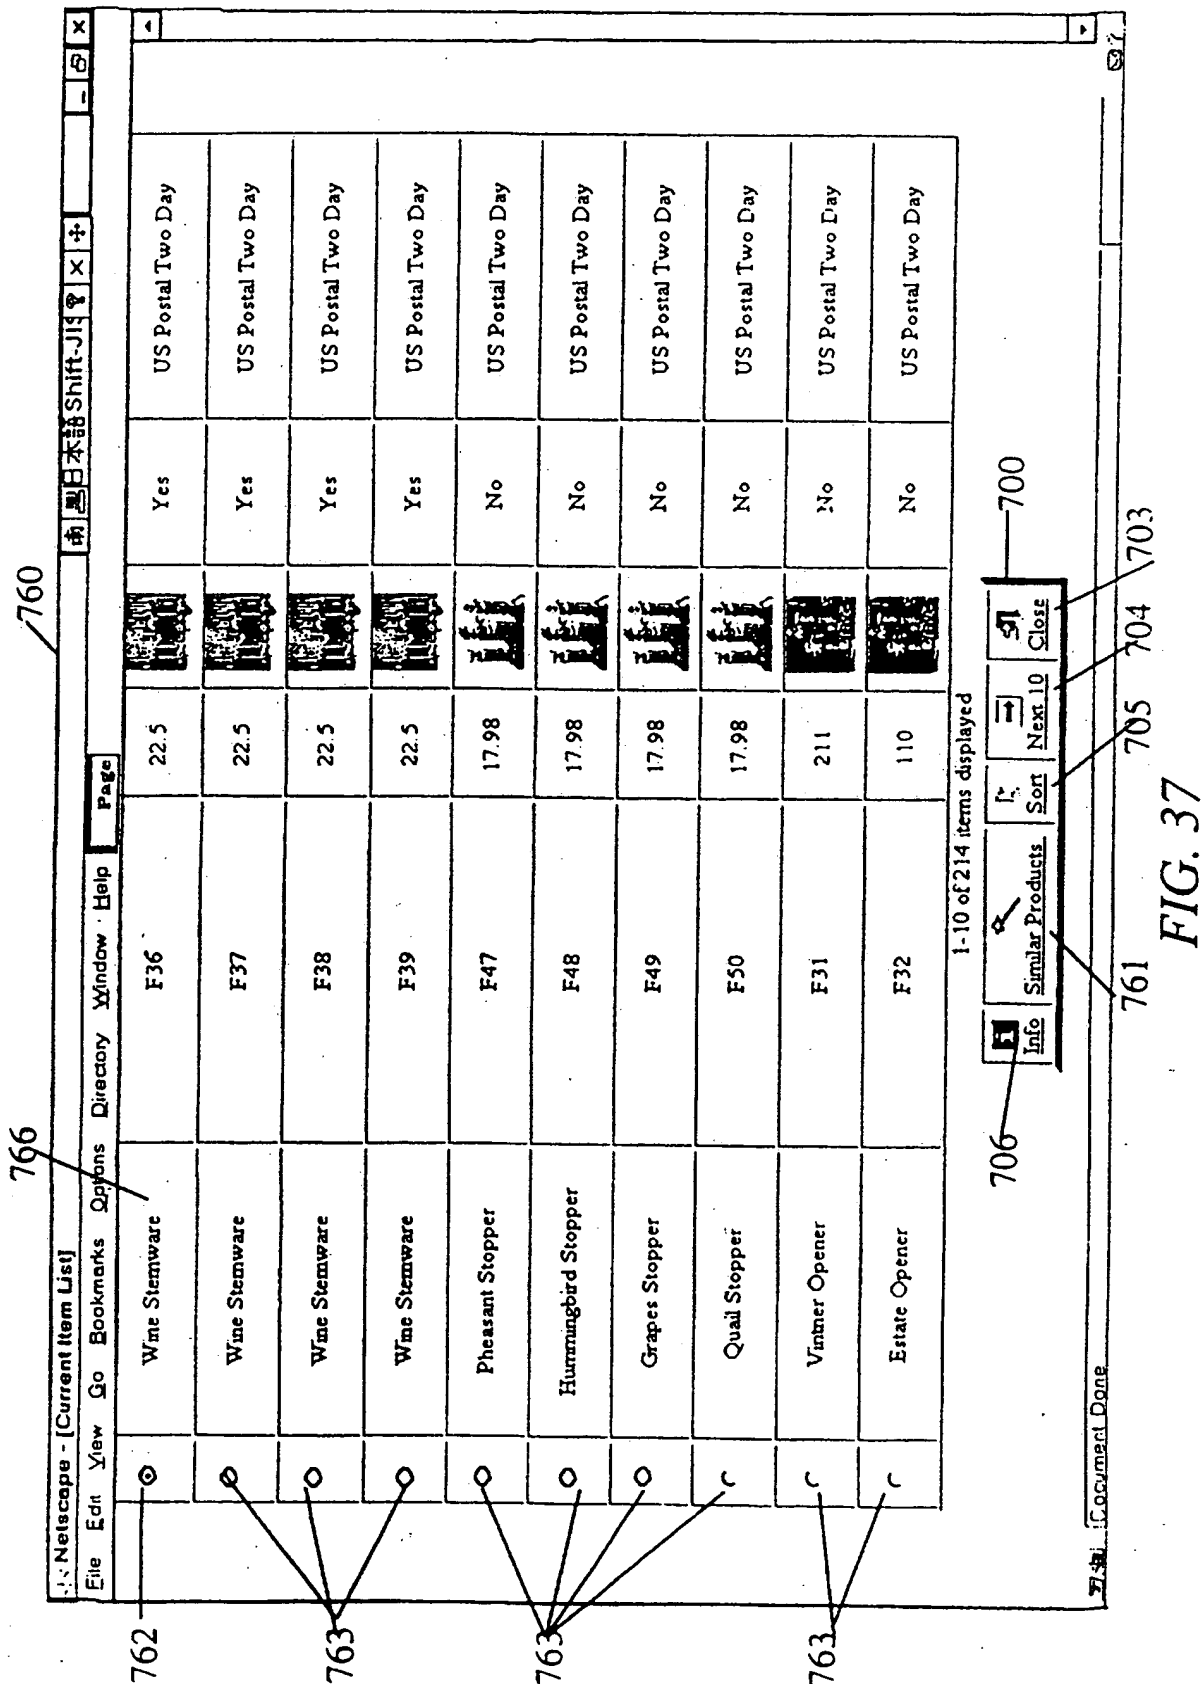 760
766
Netscape - [Current Item List]
南 日本語 Shift-JIS
File Edit View Go Bookmarks Options Directory Window Help Page
762
Wine Stemware F36 22.5 Yes US Postal Two Day
Wine Stemware F37 22.5 Yes US Postal Two Day
763
Wine Stemware F38 22.5 Yes US Postal Two Day
Wine Stemware F39 22.5 Yes US Postal Two Day
Pheasant Stopper F47 17.98 No US Postal Two Day
763
Hummingbird Stopper F48 17.98 No US Postal Two Day
Grapes Stopper F49 17.98 No US Postal Two Day
Quail Stopper F50 17.98 No US Postal Two Day
763
Vintner Opener F31 211 No US Postal Two Day
Estate Opener F32 110 No US Postal Two Day
1-10 of 214 items displayed
700
Info Similar Products Sort Next 10 Close
706
761
705
704
703
Document Done
FIG. 37